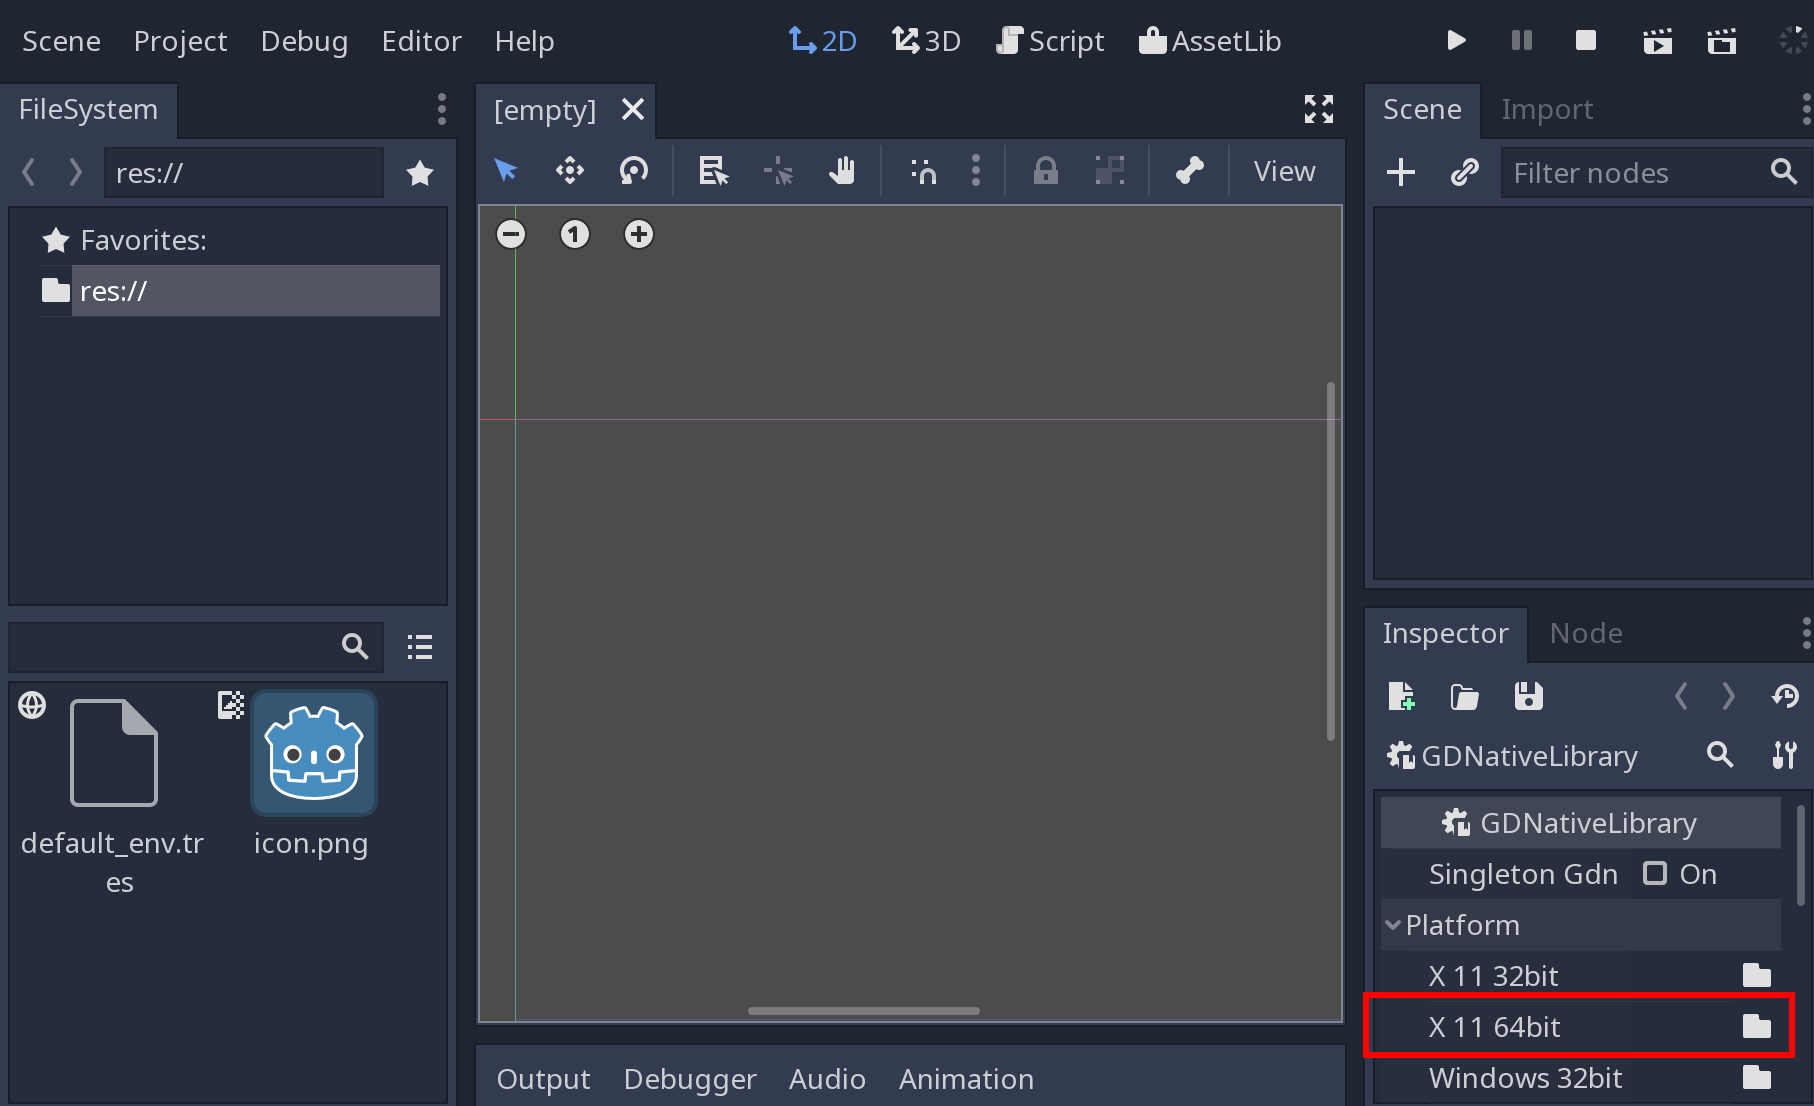 Scene Project Debug Editor Help 2D 3D Script AssetLib
FileSystem
res://
Favorites:
res://
default_env.tr
es
icon.png
[empty]
View
1
Output Debugger Audio Animation
Scene Import
Filter nodes
Inspector Node
GDNativeLibrary
GDNativeLibrary
Singleton Gdn On
Platform
X 11 32bit
X 11 64bit
Windows 32bit